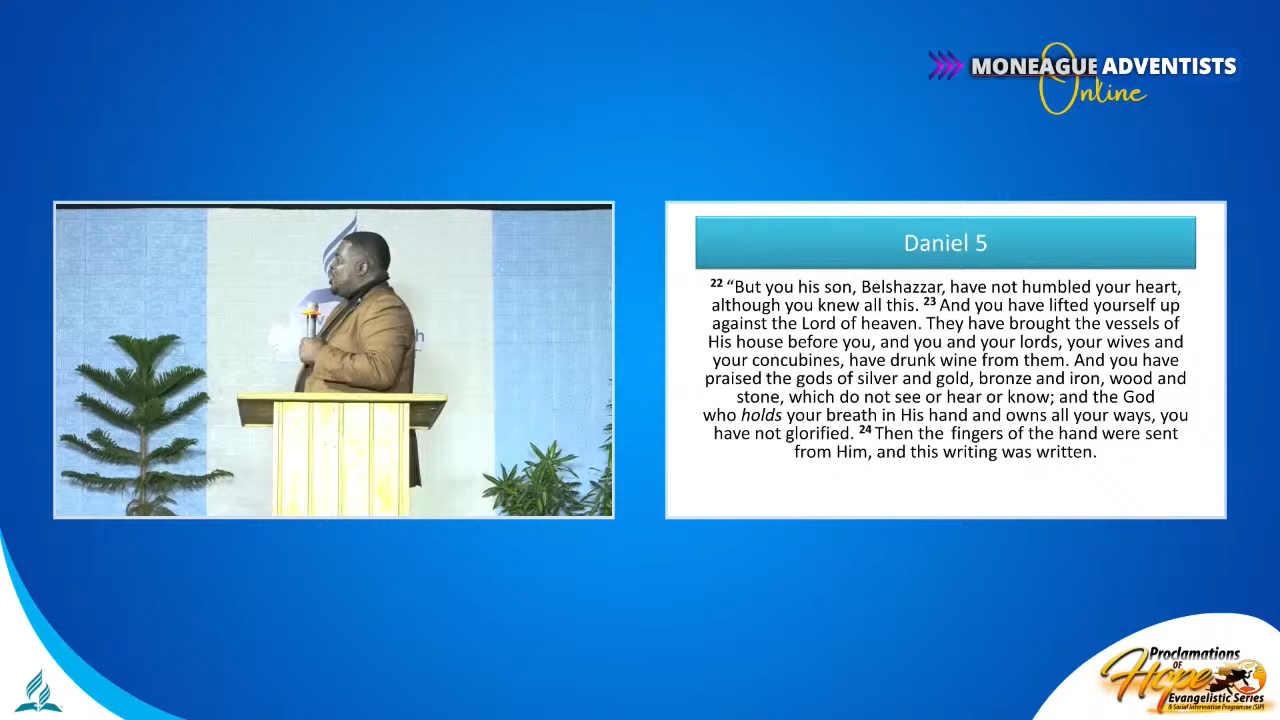 MONEAGUE ADVENTISTS
Online
Daniel 5
22 “But you his son, Belshazzar, have not humbled your heart,
although you knew all this. 23 And you have lifted yourself up
against the Lord of heaven. They have brought the vessels of
His house before you, and you and your lords, your wives and
your concubines, have drunk wine from them. And you have
praised the gods of silver and gold, bronze and iron, wood and
stone, which do not see or hear or know; and the God
who holds your breath in His hand and owns all your ways, you
have not glorified. 24 Then the fingers of the hand were sent
from Him, and this writing was written.
Proclamations
OF
Hope
Evangelistic Series
& Social Intervention Programme (SIP)